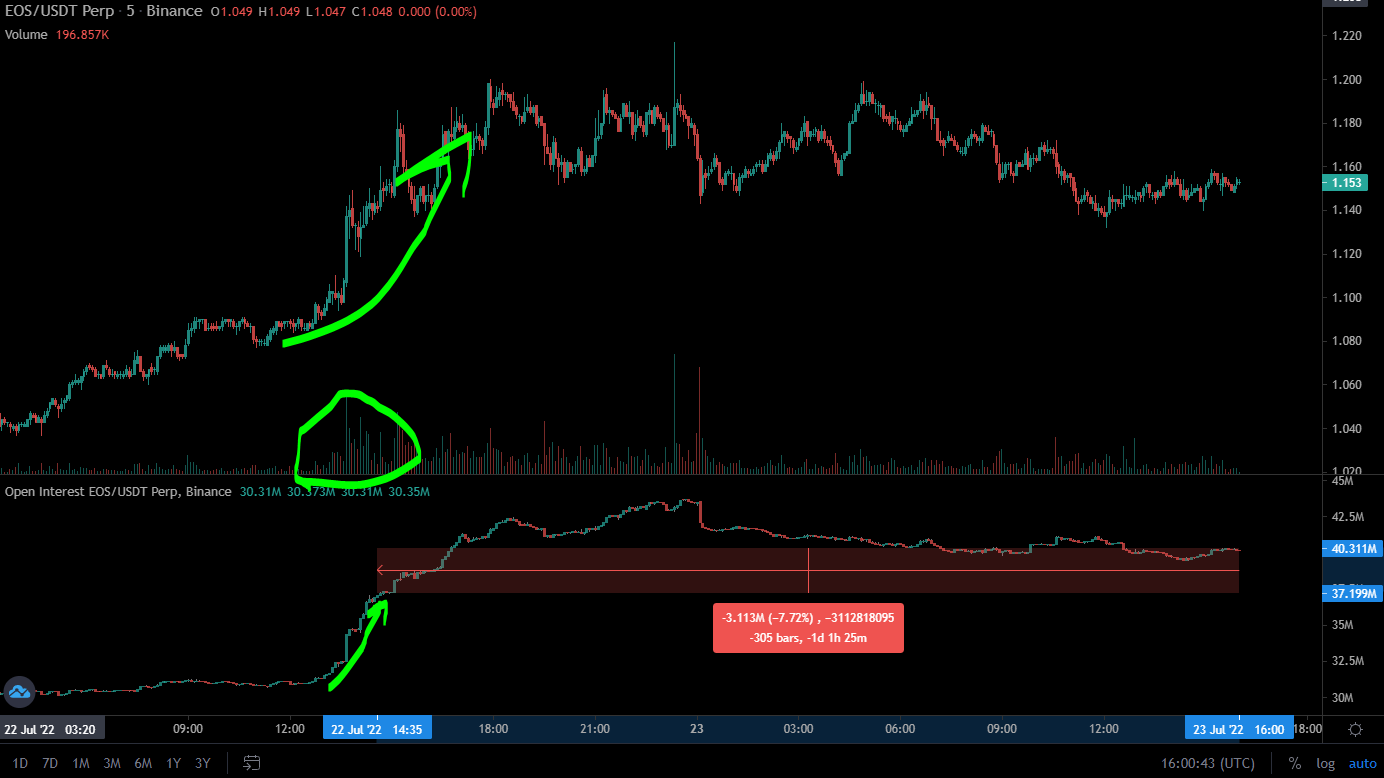 EOS/USDT Perp · 5 · Binance O1.049 H1.049 L1.047 C1.048 0.000 (0.00%)
Volume 196.857K
1.220
1.200
1.180
1.160
1.153
1.140
1.120
1.100
1.080
1.060
1.040
1.020
Open Interest EOS/USDT Perp, Binance 30.31M 30.373M 30.31M 30.35M
45M
42.5M
40.311M
37.199M
35M
32.5M
30M
-3.113M (−7.72%) , −3112818095
-305 bars, -1d 1h 25m
22 Jul '22 03:20
09:00
12:00
22 Jul '22 14:35
18:00
21:00
23
03:00
06:00
09:00
12:00
23 Jul '22 16:00
18:00
1D 7D 1M 3M 6M 1Y 3Y
16:00:43 (UTC) % log auto